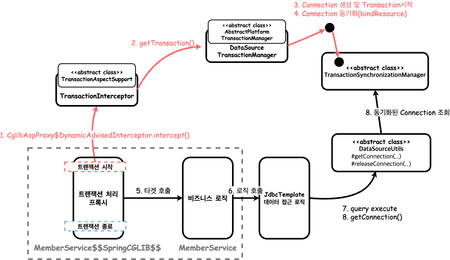 3. Connection 생성 및 Transaction시작
4. Connection 동기화(bindResource)
2. getTransaction()
<<abstract class>>
AbstractPlatform
TransactionManager
DataSource
TransactionManager
<<abstract class>>
TransactionAspectSupport
TransactionInterceptor
<<abstract class>>
TransactionSynchronizationManager
1. CglibAopProxy$DynamicAdvisedInterceptor.intercept()
8. 동기화된 Connection 조회
<<abstract class>>
DataSourceUtils
#getConnection(...)
#releaseConnection(...)
트랜잭션 시작
트랜잭션 처리
프록시
트랜잭션 종료
5. 타겟 호출
비즈니스 로직
6. 로직 호출
JdbcTemplate
데이터 접근 로직
7. query execute
8. getConnection()
MemberService$$SpringCGLIB$$
MemberService